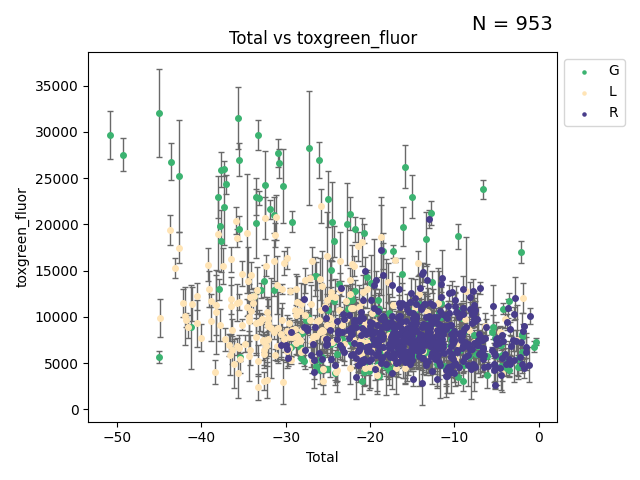 N = 953
Total vs toxgreen_fluor
35000
30000
25000
20000
15000
10000
5000
0
toxgreen_fluor
−50
−40
−30
−20
−10
0
Total
G
L
R